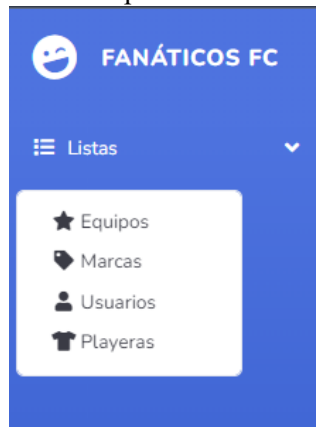 FANÁTICOS FC
Listas
Equipos
Marcas
Usuarios
Playeras